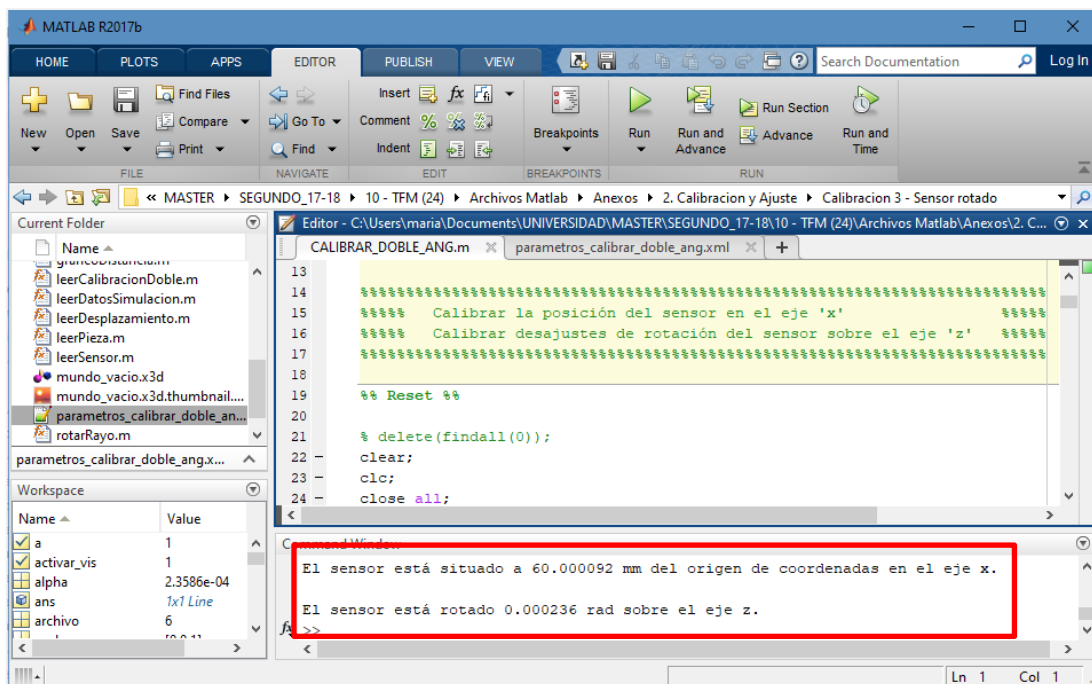 MATLAB R2017b
HOME PLOTS APPS EDITOR PUBLISH VIEW Search Documentation Log In
New Open Save Find Files Compare Print Go To Find Insert fx Comment Indent Breakpoints Run Run and Advance Run Section Advance Run and Time
FILE NAVIGATE EDIT BREAKPOINTS RUN
« MASTER SEGUNDO_17-18 10 - TFM (24) Archivos Matlab Anexos 2. Calibracion y Ajuste Calibracion 3 - Sensor rotado
Current Folder
Name
leerCalibracionDoble.m
leerDatosSimulacion.m
leerDesplazamiento.m
leerPieza.m
leerSensor.m
mundo_vacio.x3d
mundo_vacio.x3d.thumbnail....
parametros_calibrar_doble_an...
rotarRayo.m
parametros_calibrar_doble_ang.x...
Workspace
Name Value
a 1
activar_vis 1
alpha 2.3586e-04
ans 1x1 Line
archivo 6
Editor - C:\Users\maria\Documents\UNIVERSIDAD\MASTER\SEGUNDO_17-18\10 - TFM (24)\Archivos Matlab\Anexos\2. C...
CALIBRAR_DOBLE_ANG.m parametros_calibrar_doble_ang.xml +
13
14 %%%%%%%%%%%%%%%%%%%%%%%%%%%%%%%%%%%%%%%%%%%%%%%%%%%%%%%%%%%%%%%%%%%%%%%%%%%
15 %%%%% Calibrar la posición del sensor en el eje 'x' %%%%%
16 %%%%% Calibrar desajustes de rotación del sensor sobre el eje 'z' %%%%%
17 %%%%%%%%%%%%%%%%%%%%%%%%%%%%%%%%%%%%%%%%%%%%%%%%%%%%%%%%%%%%%%%%%%%%%%%%%%%
18
19 %% Reset %%
20
21 % delete(findall(0));
22 – clear;
23 – clc;
24 – close all;
Command Window
El sensor está situado a 60.000092 mm del origen de coordenadas en el eje x.
El sensor está rotado 0.000236 rad sobre el eje z.
fx >>
Ln 1 Col 1